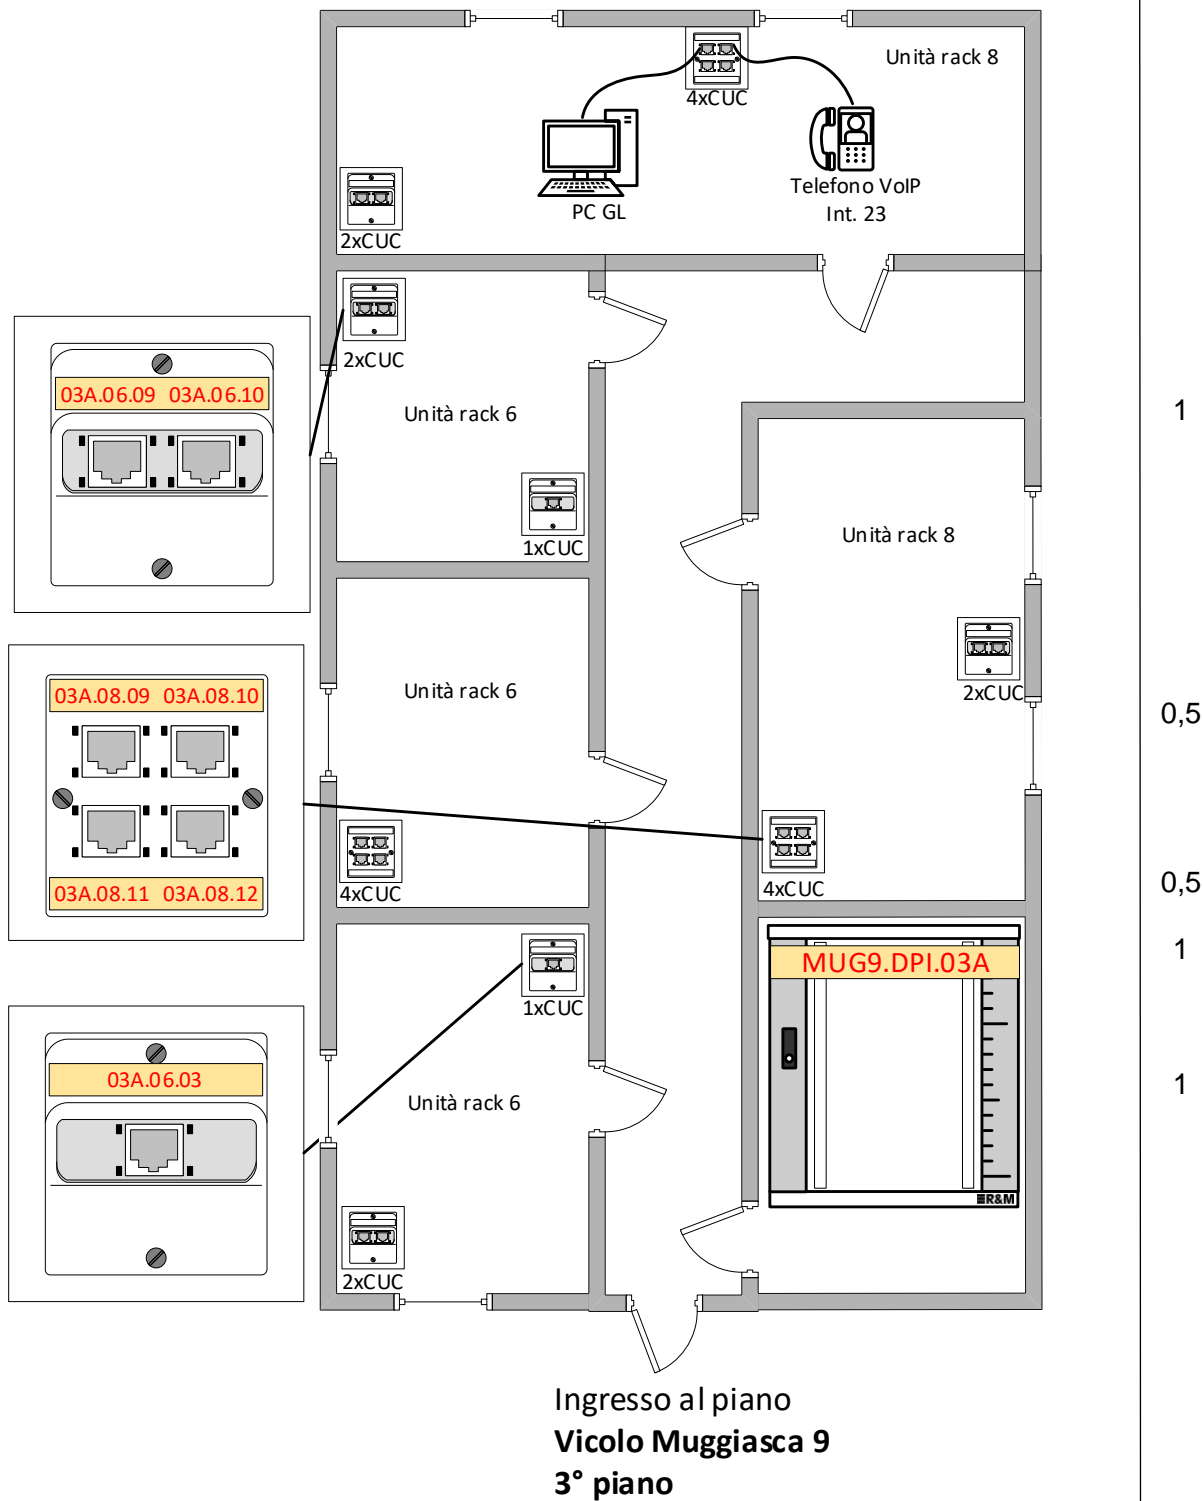 Unità rack 8
4xCUC
PC GL
Telefono VoIP
Int. 23
2xCUC
2xCUC
03A.06.09 03A.06.10
Unità rack 6
1
1xCUC
Unità rack 8
03A.08.09 03A.08.10
Unità rack 6
2xCUC
0,5
03A.08.11 03A.08.12
4xCUC
4xCUC
0,5
1
MUG9.DPI.03A
1xCUC
03A.06.03
Unità rack 6
1
R&M
2xCUC
Ingresso al piano
Vicolo Muggiasca 9
3° piano